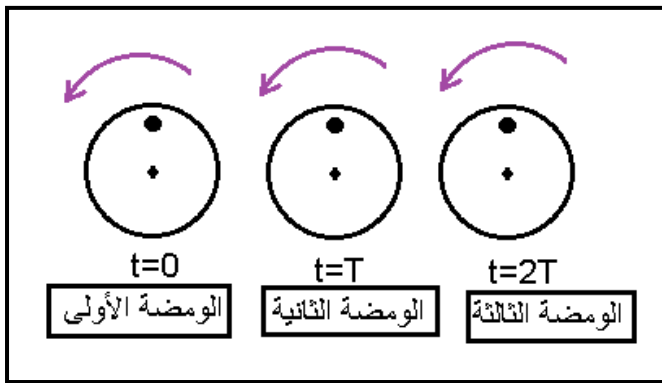 t=0
t=T
t=2T
الومضة الأولى
الومضة الثانية
الومضة الثالثة